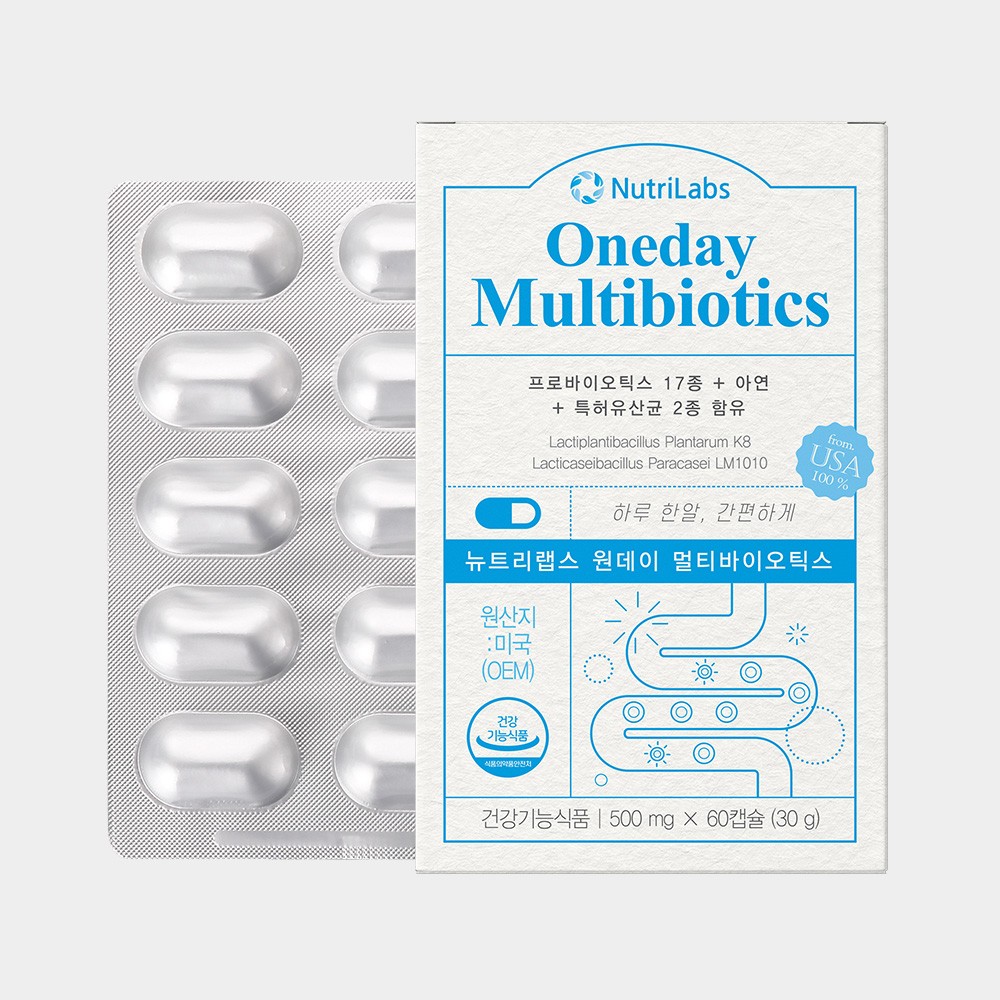 NutriLabs
Oneday
Multibiotics
프로바이오틱스 17종 + 아연
+ 특허유산균 2종 함유
Lactiplantibacillus Plantarum K8
Lacticaseibacillus Paracasei LM1010
from.
USA
100 %
하루 한알, 간편하게
뉴트리랩스 원데이 멀티바이오틱스
원산지
:미국
(OEM)
건강
기능식품
식품의약품안전처
건강기능식품 | 500 mg × 60캡슐 (30 g)